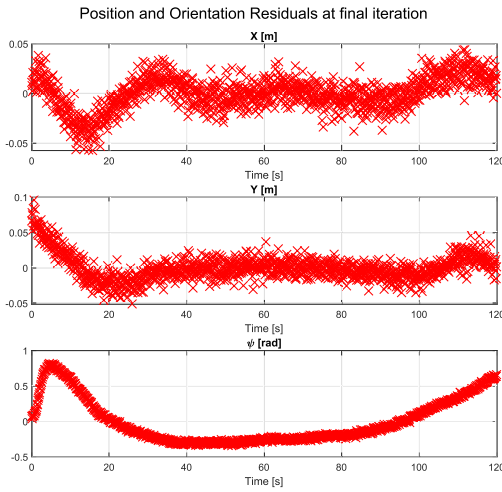 Position and Orientation Residuals at final iteration
X [m]
0.05
0
-0.05
0 20 40 60 80 100 120
Time [s]
Y [m]
0.1
0.05
0
-0.05
0 20 40 60 80 100 120
Time [s]
ψ [rad]
1
0.5
0
-0.5
0 20 40 60 80 100 120
Time [s]